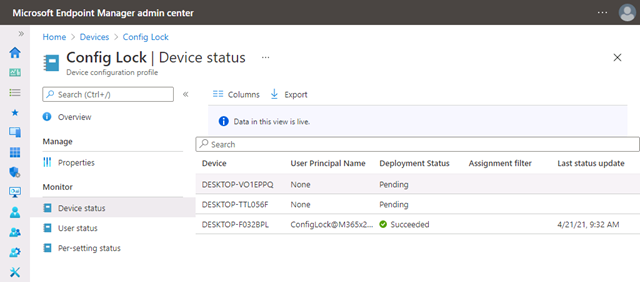 Microsoft Endpoint Manager admin center
Home > Devices > Config Lock
Config Lock | Device status ...
Device configuration profile
Search (Ctrl+/)
Overview
Manage
Properties
Monitor
Device status
User status
Per-setting status
Columns Export
Data in this view is live.
Search
Device User Principal Name Deployment Status Assignment filter Last status update
DESKTOP-VO1EPPQ None Pending
DESKTOP-TTL056F None Pending
DESKTOP-F032BPL ConfigLock@M365x2... Succeeded 4/21/21, 9:32 AM